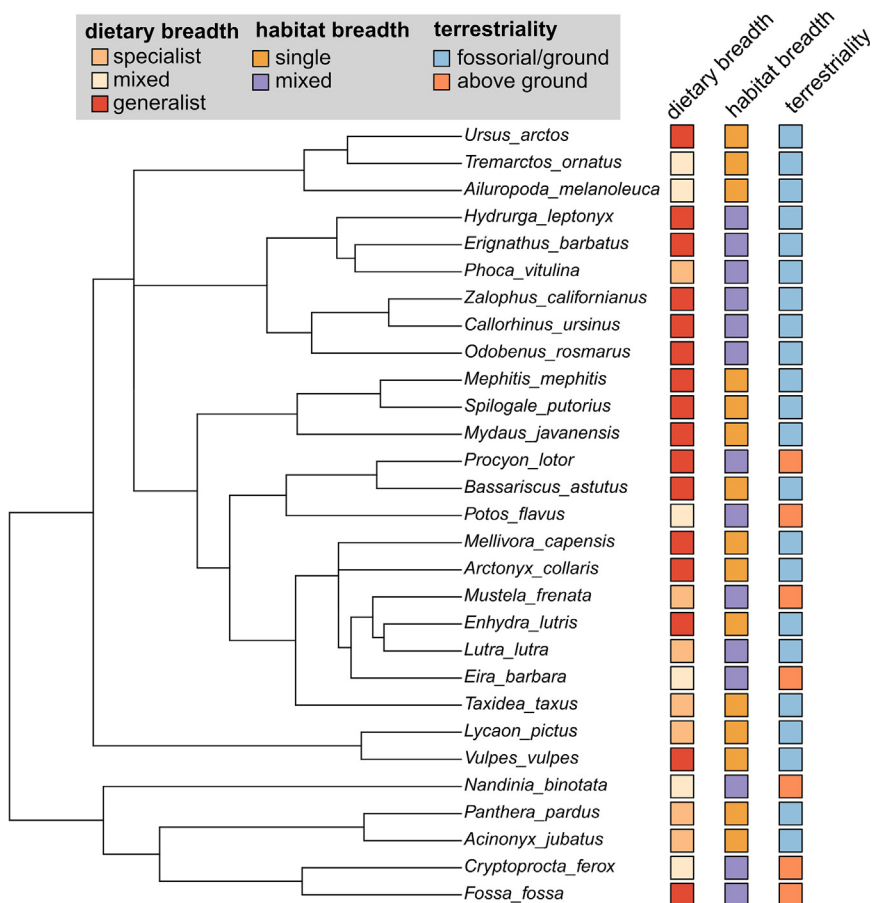 dietary breadth habitat breadth terrestriality
specialist single fossorial/ground
mixed mixed above ground
generalist
dietary breadth
habitat breadth
terrestriality
Ursus_arctos
Tremarctos_ornatus
Ailuropoda_melanoleuca
Hydrurga_leptonyx
Erignathus_barbatus
Phoca_vitulina
Zalophus_californianus
Callorhinus_ursinus
Odobenus_rosmarus
Mephitis_mephitis
Spilogale_putorius
Mydaus_javanensis
Procyon_lotor
Bassariscus_astutus
Potos_flavus
Mellivora_capensis
Arctonyx_collaris
Mustela_frenata
Enhydra_lutris
Lutra_lutra
Eira_barbara
Taxidea_taxus
Lycaon_pictus
Vulpes_vulpes
Nandinia_binotata
Panthera_pardus
Acinonyx_jubatus
Cryptoprocta_ferox
Fossa_fossa